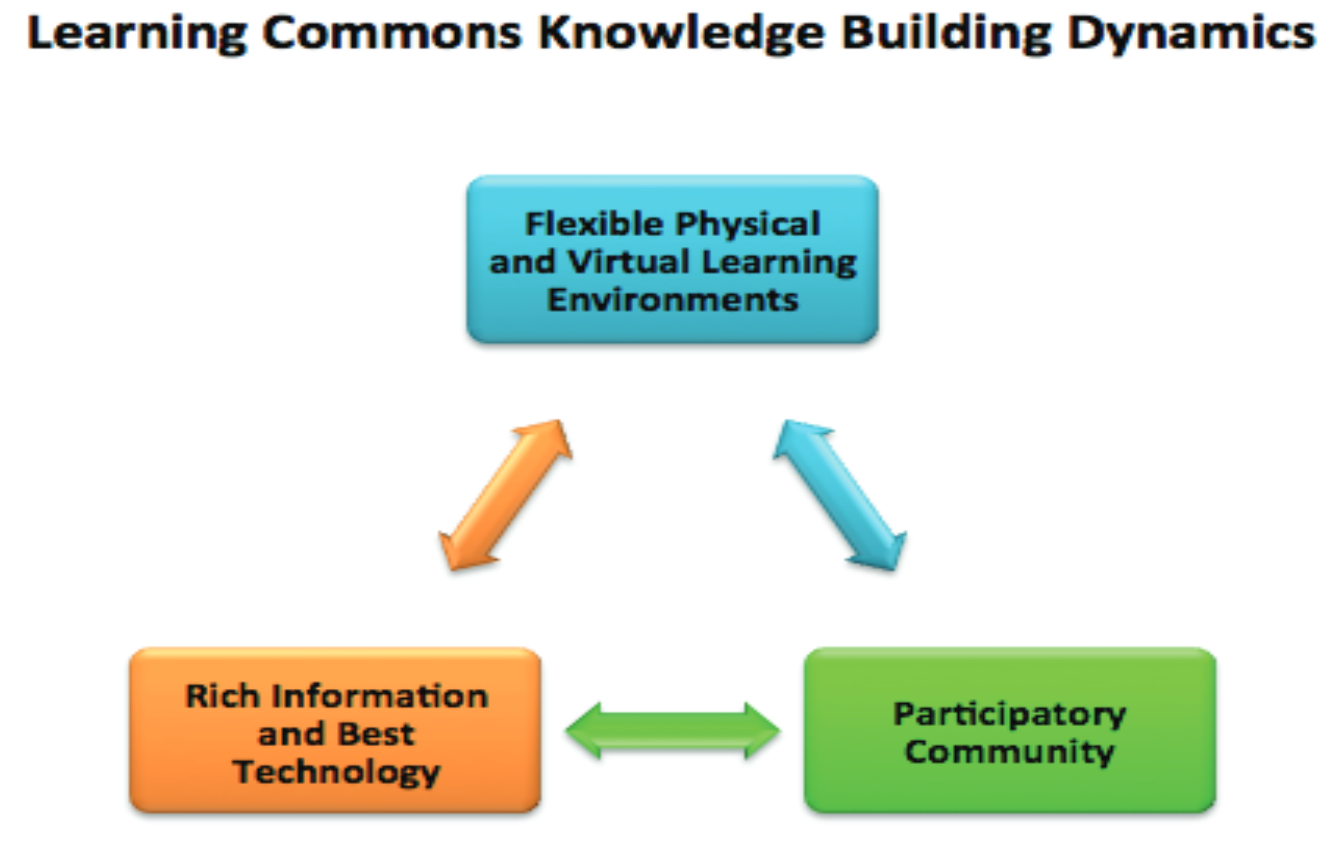 Learning Commons Knowledge Building Dynamics
Flexible Physical
and Virtual Learning
Environments
Rich Information
and Best
Technology
Participatory
Community